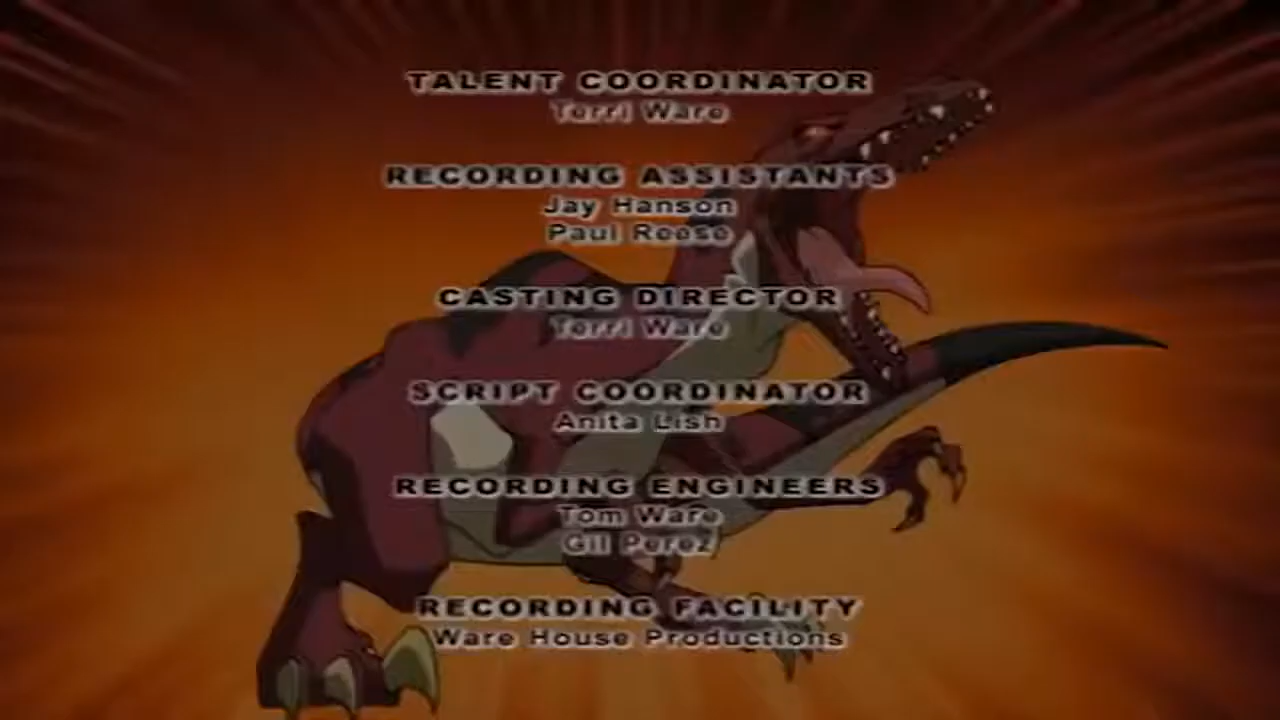 TALENT COORDINATOR
Terri Ware
RECORDING ASSISTANTS
Jay Hanson
Paul Reese
CASTING DIRECTOR
Terri Ware
SCRIPT COORDINATOR
Anita Lish
RECORDING ENGINEERS
Tom Ware
Gil Perez
RECORDING FACILITY
Ware House Productions